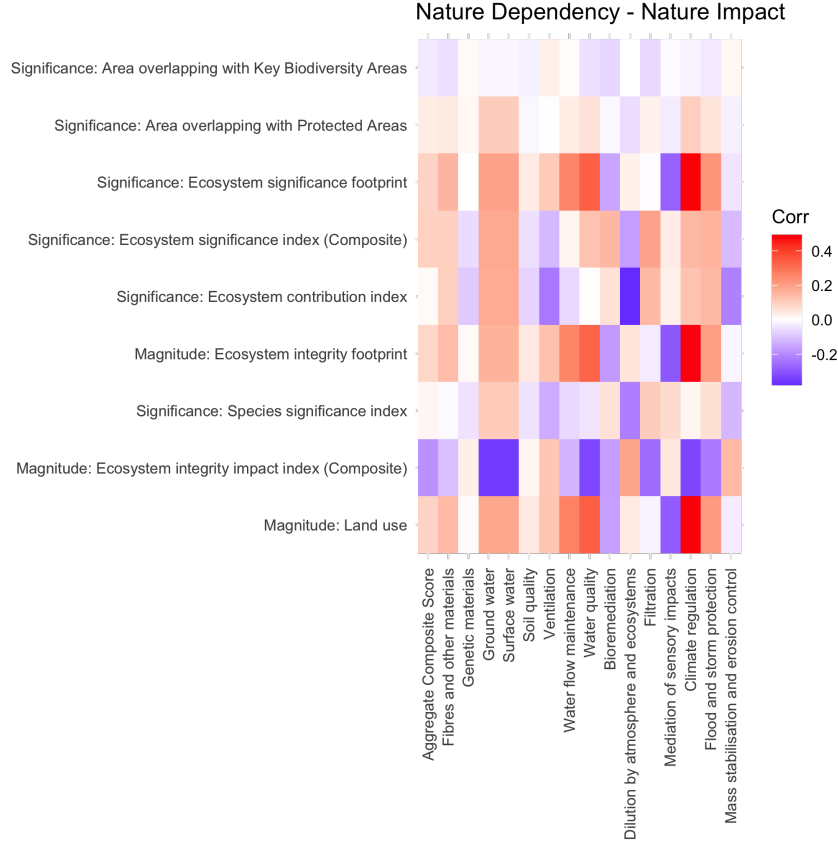 Nature Dependency - Nature Impact
Significance: Area overlapping with Key Biodiversity Areas
Significance: Area overlapping with Protected Areas
Significance: Ecosystem significance footprint
Significance: Ecosystem significance index (Composite)
Significance: Ecosystem contribution index
Magnitude: Ecosystem integrity footprint
Significance: Species significance index
Magnitude: Ecosystem integrity impact index (Composite)
Magnitude: Land use
Corr
0.4
0.2
0.0
-0.2
Aggregate Composite Score
Fibres and other materials
Genetic materials
Ground water
Surface water
Soil quality
Ventilation
Water flow maintenance
Water quality
Bioremediation
Dilution by atmosphere and ecosystems
Filtration
Mediation of sensory impacts
Climate regulation
Flood and storm protection
Mass stabilisation and erosion control